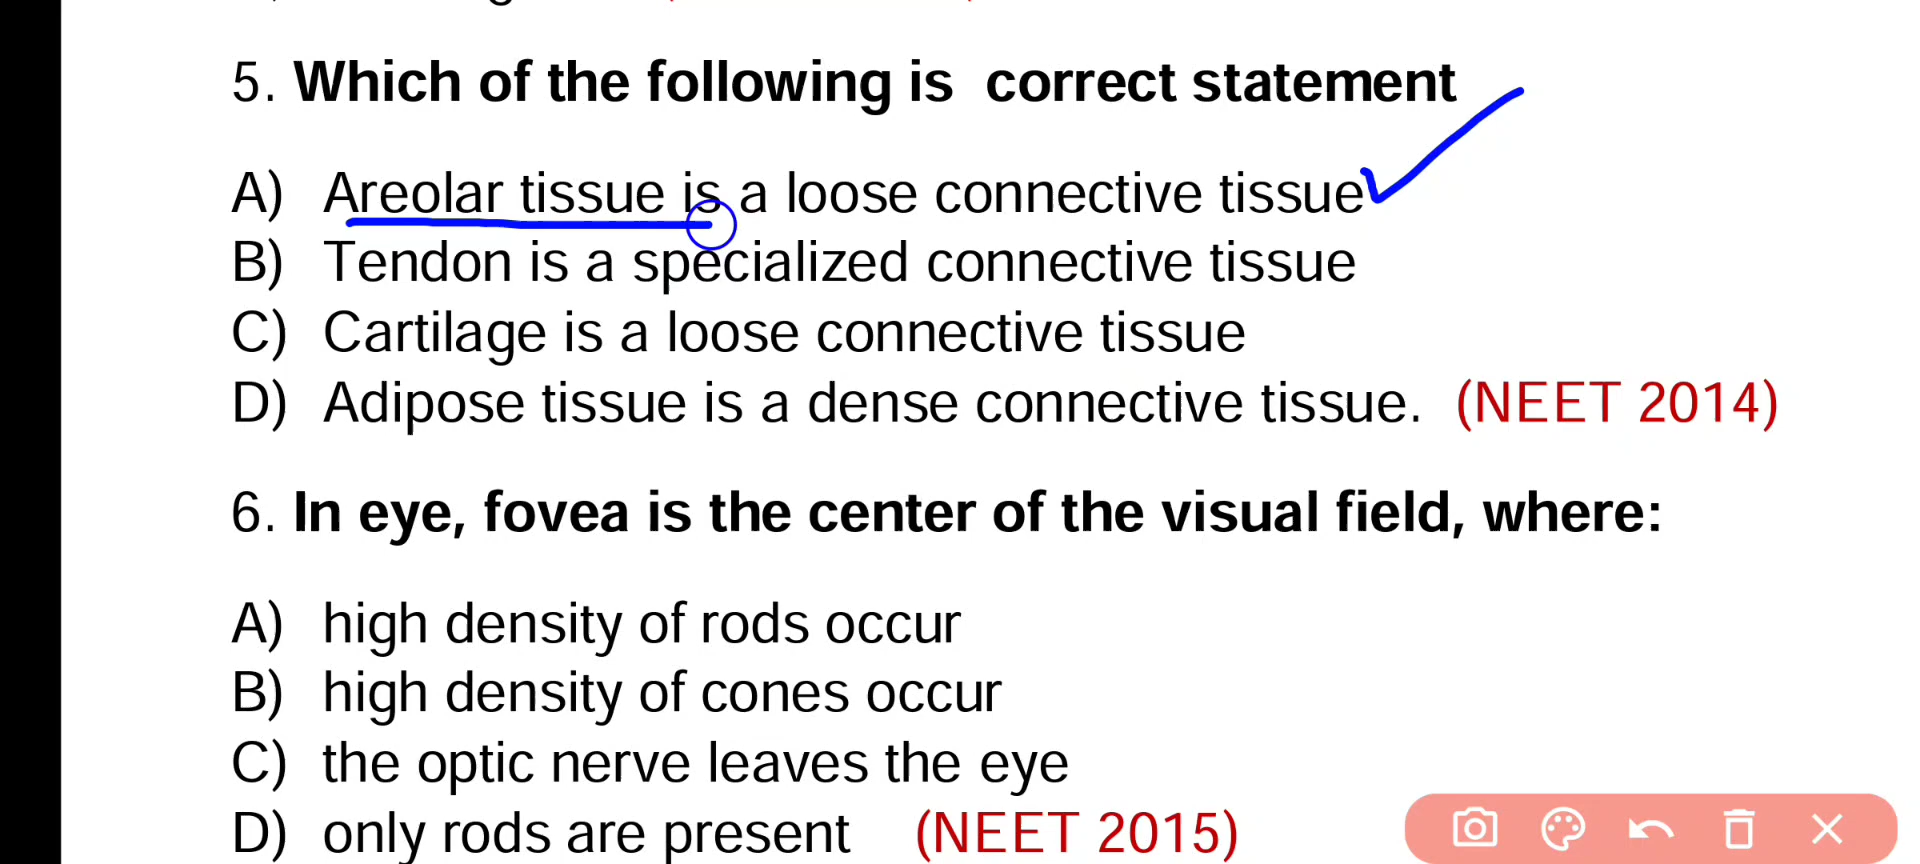 5. Which of the following is correct statement
A) Areolar tissue is a loose connective tissue
B) Tendon is a specialized connective tissue
C) Cartilage is a loose connective tissue
D) Adipose tissue is a dense connective tissue. (NEET 2014)
6. In eye, fovea is the center of the visual field, where:
A) high density of rods occur
B) high density of cones occur
C) the optic nerve leaves the eye
D) only rods are present (NEET 2015)